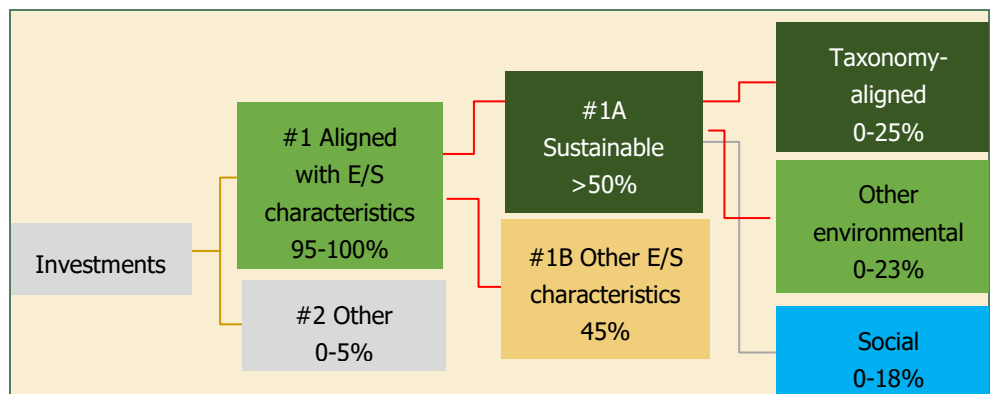 Investments
#1 Aligned
with E/S
characteristics
95-100%
#2 Other
0-5%
#1A
Sustainable
>50%
#1B Other E/S
characteristics
45%
Taxonomy-
aligned
0-25%
Other
environmental
0-23%
Social
0-18%